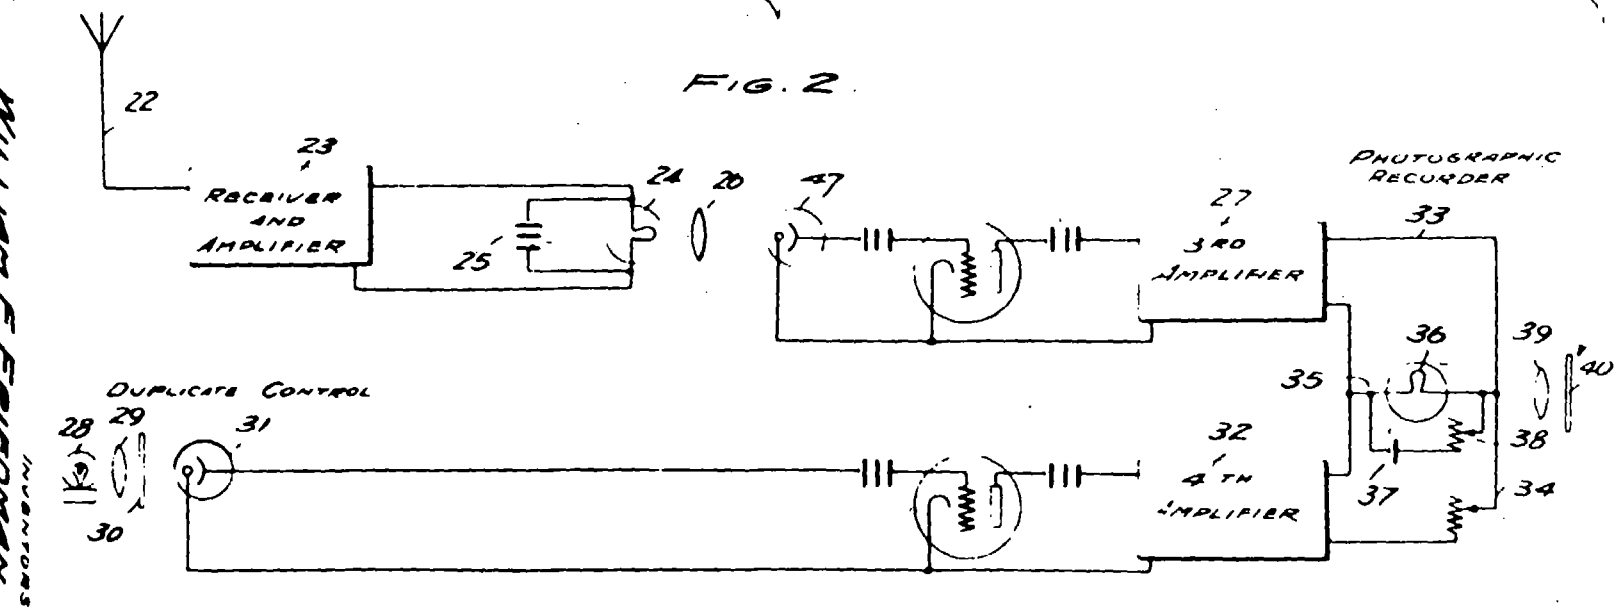 FIG. 2
22
23
RECEIVER
AND
AMPLIFIER
24
25
26
47
27
3RD
AMPLIFIER
PHOTOGRAPHIC
RECORDER
33
DUPLICATE CONTROL
28
29
30
31
32
4TH
AMPLIFIER
35
36
37
38
34
39
40
INVENTORS